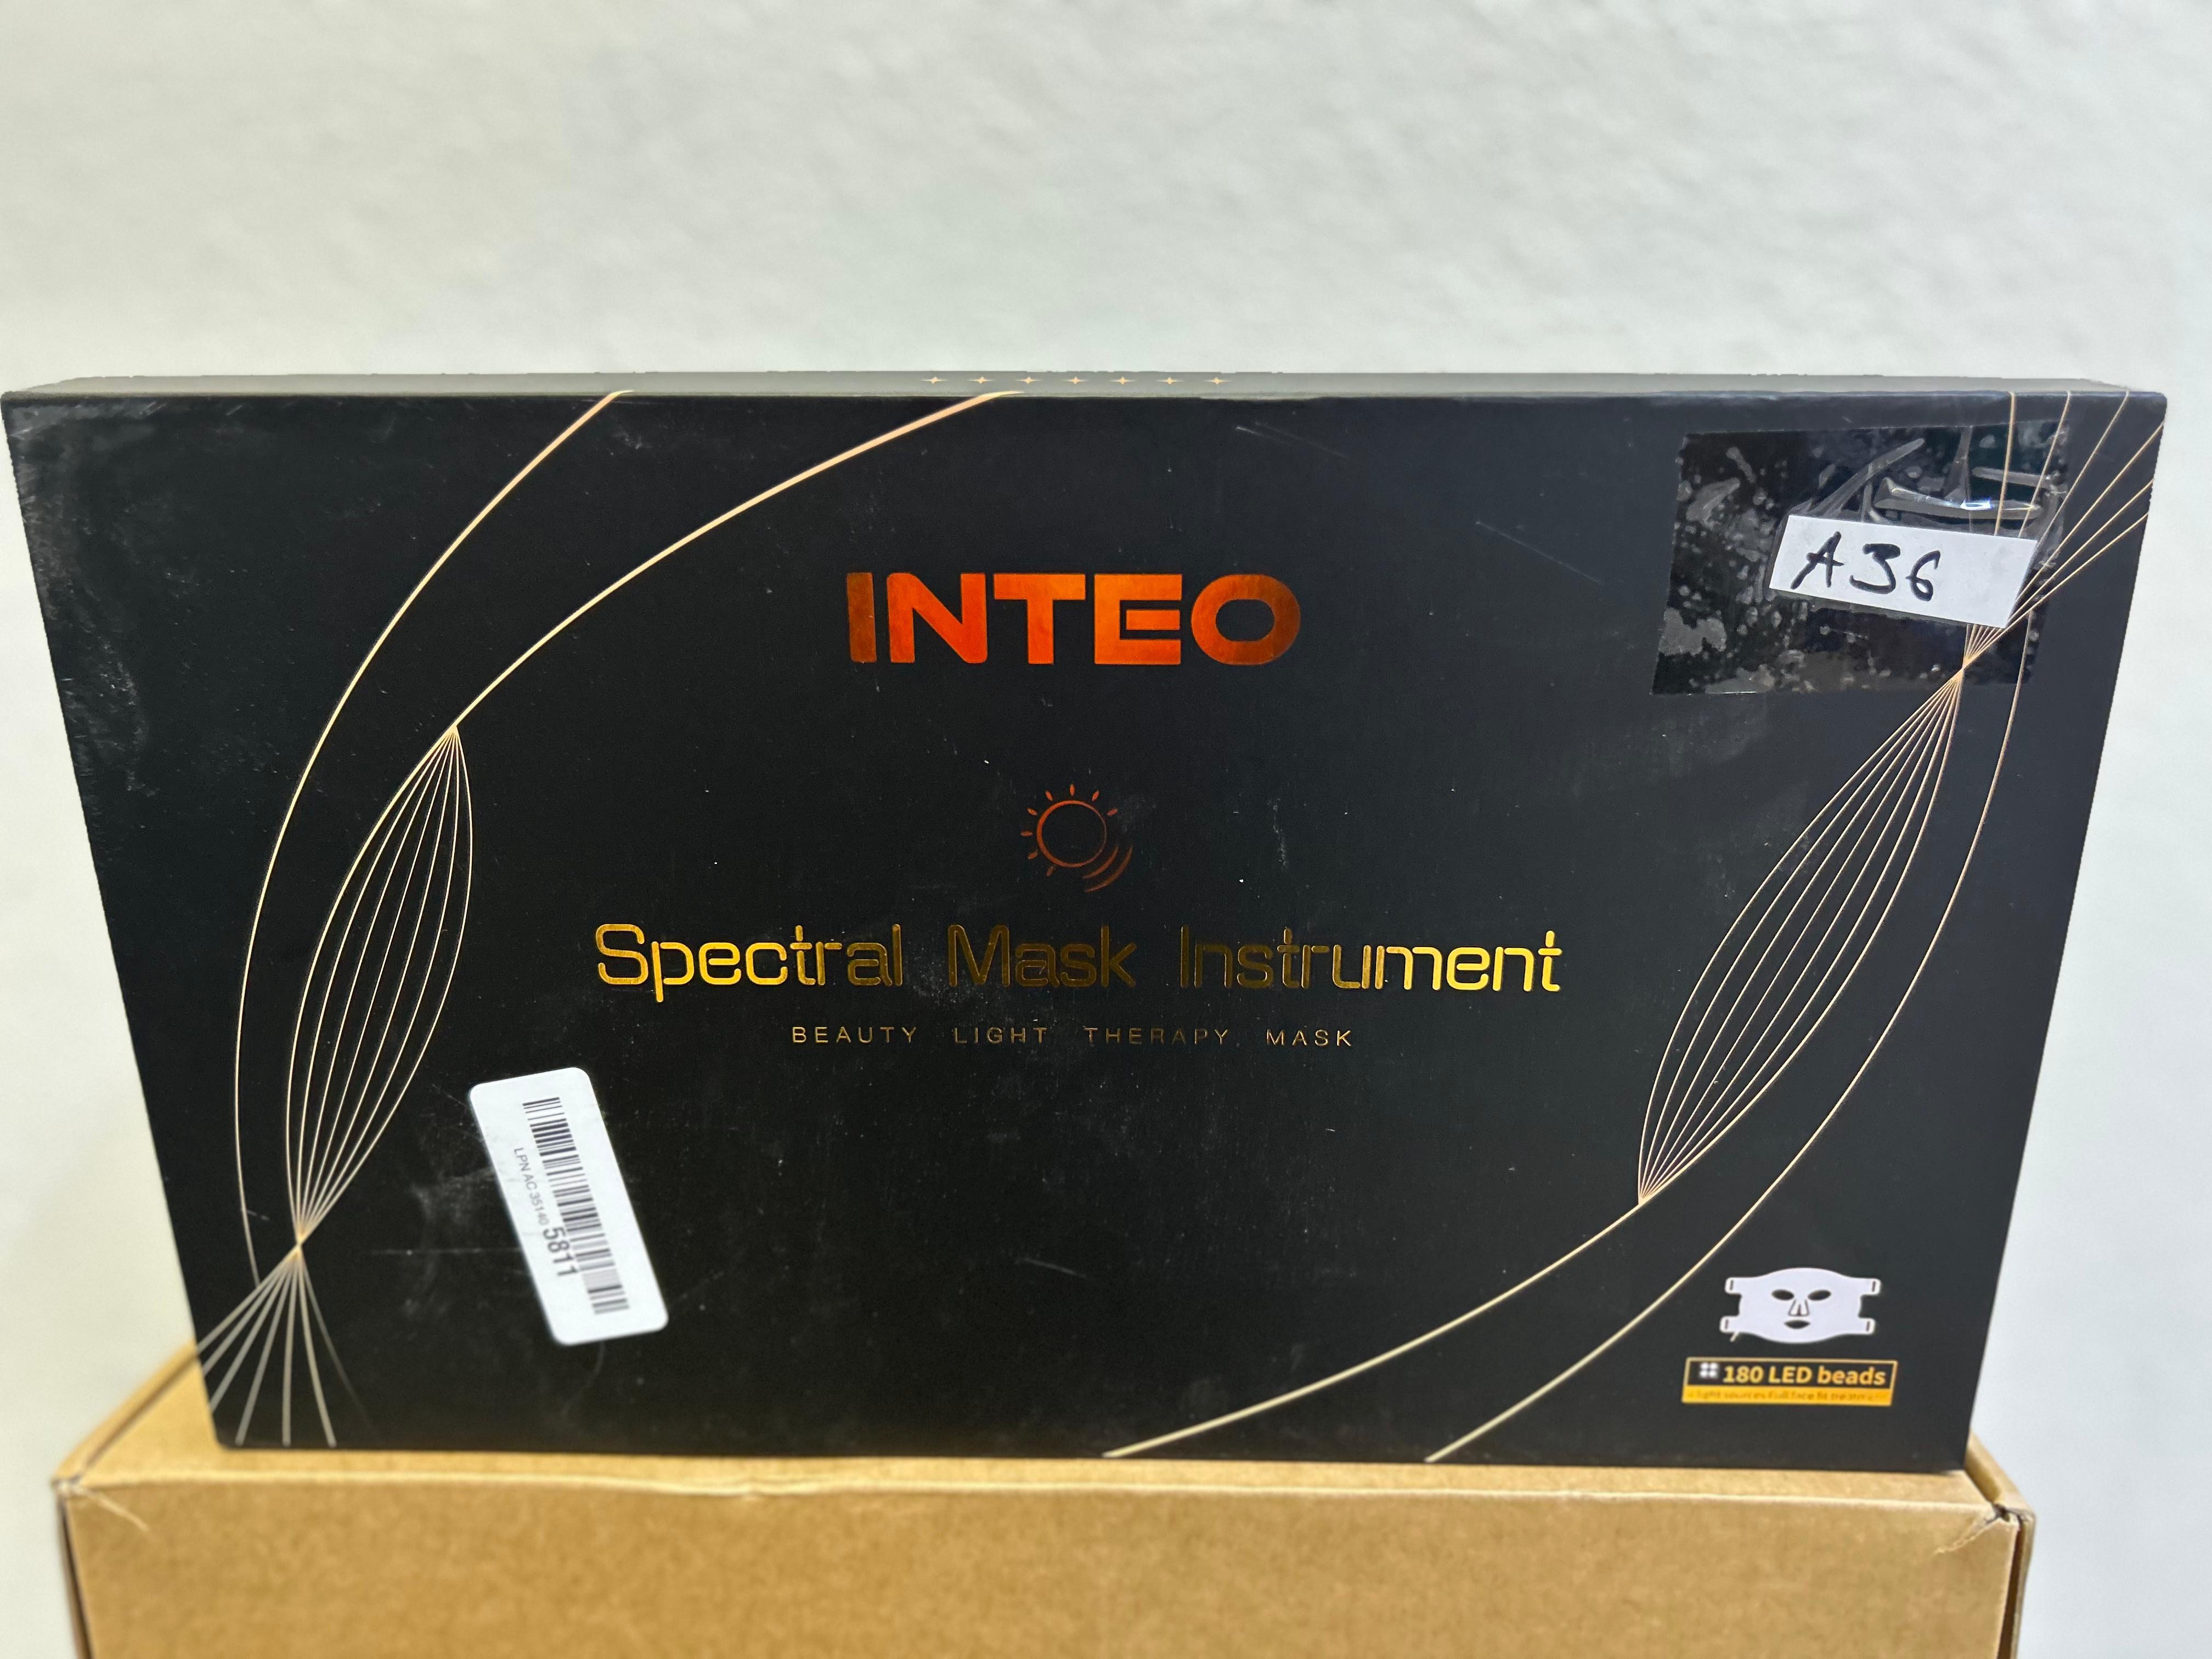 INTEO
A36
Spectral Mask Instrument
BEAUTY LIGHT THERAPY MASK
LPN AC 35140 5811
180 LED beads